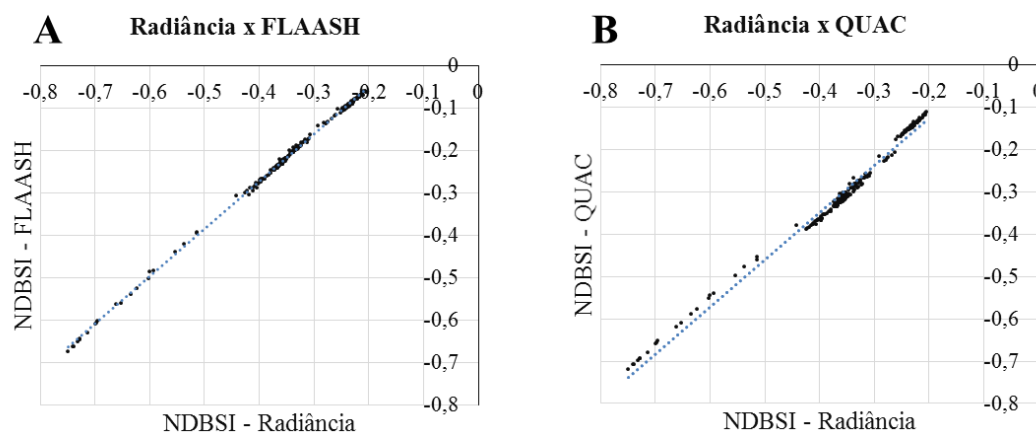 A
Radiância x FLAASH
0
-0,8 -0,7 -0,6 -0,5 -0,4 -0,3 -0,2 -0,1 0
-0,1
-0,2
-0,3
-0,4
-0,5
-0,6
-0,7
-0,8
NDBSI - FLAASH
NDBSI - Radiância
B
Radiância x QUAC
0
-0,8 -0,7 -0,6 -0,5 -0,4 -0,3 -0,2 -0,1 0
-0,1
-0,2
-0,3
-0,4
-0,5
-0,6
-0,7
-0,8
NDBSI - QUAC
NDBSI - Radiância